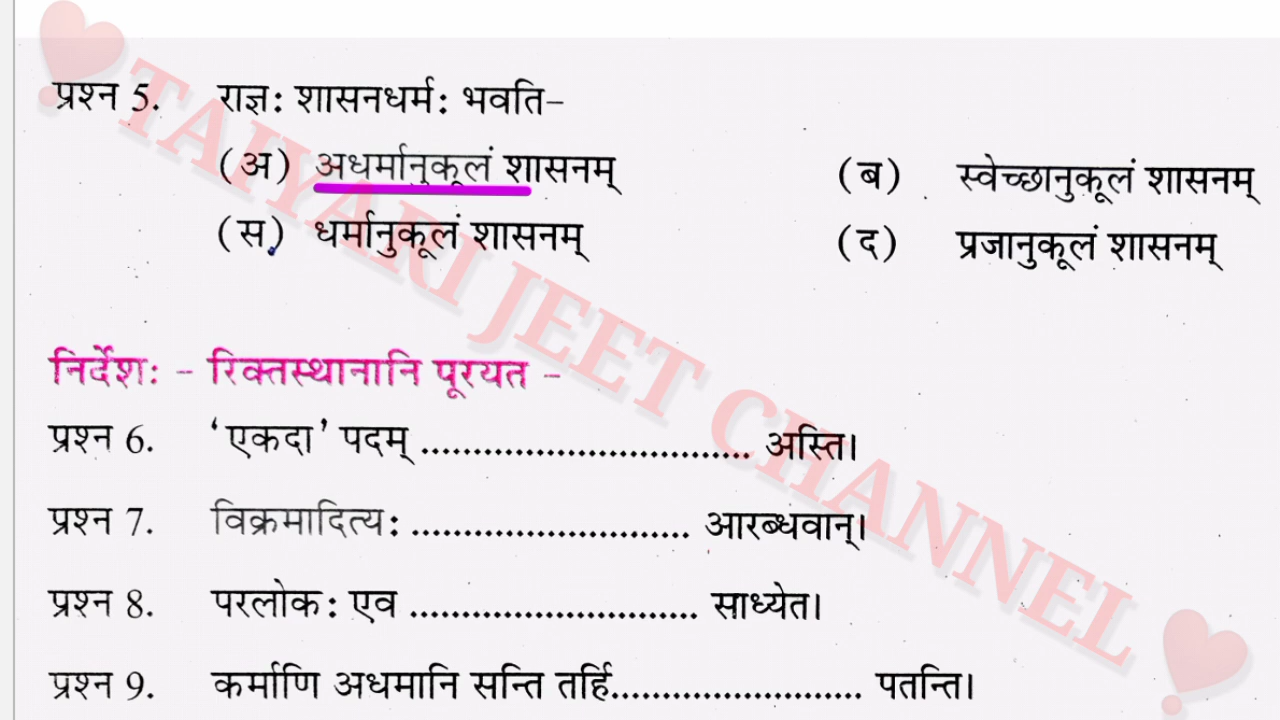 प्रश्न 5. राज्ञः शासनधर्मः भवति-
(अ) अधर्मानुकूलं शासनम् (ब) स्वेच्छानुकूलं शासनम्
(स) धर्मानुकूलं शासनम् (द) प्रजानुकूलं शासनम्
निर्देशः - रिक्तस्थानानि पूरयत -
प्रश्न 6. 'एकदा' पदम् ................................ अस्ति।
प्रश्न 7. विक्रमादित्यः ........................... आरब्धवान्।
प्रश्न 8. परलोकः एव ............................ साध्येत।
प्रश्न 9. कर्माणि अधमानि सन्ति तर्हि........................ पतन्ति।
TAIYARI JEET CHANNEL